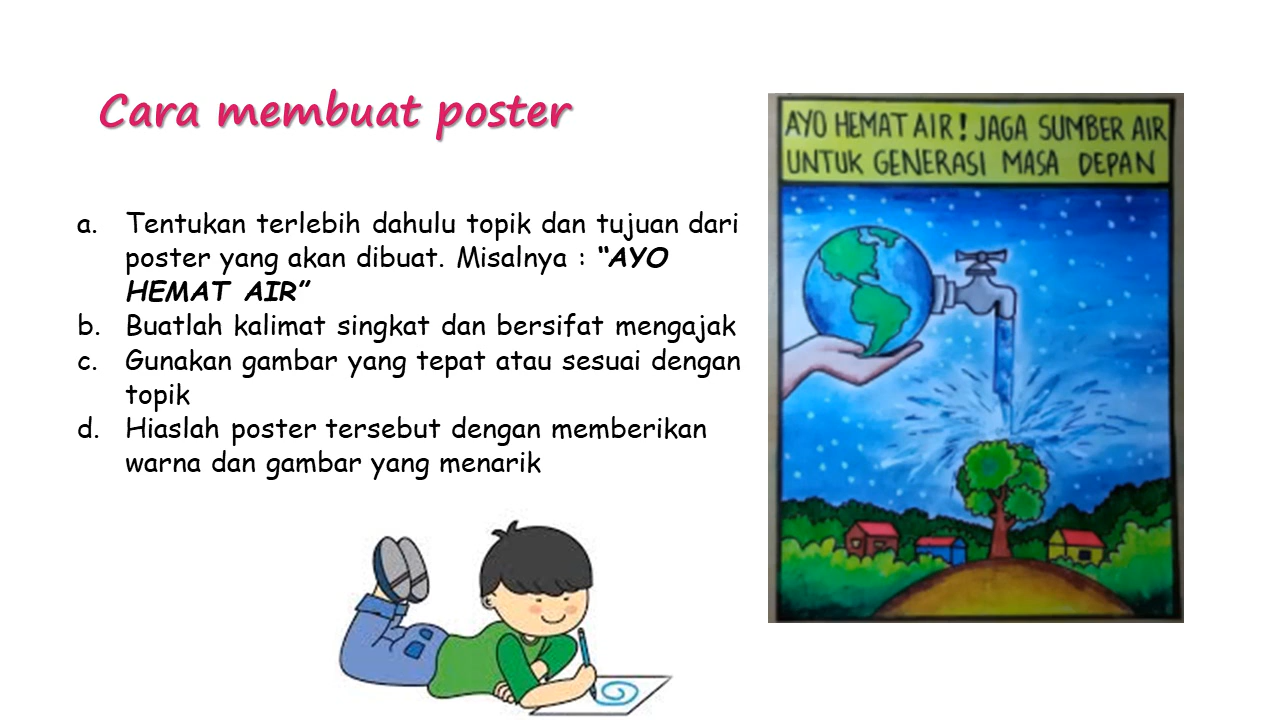 Cara membuat poster
a. Tentukan terlebih dahulu topik dan tujuan dari
poster yang akan dibuat. Misalnya : “AYO
HEMAT AIR”
b. Buatlah kalimat singkat dan bersifat mengajak
c. Gunakan gambar yang tepat atau sesuai dengan
topik
d. Hiaslah poster tersebut dengan memberikan
warna dan gambar yang menarik
AYO HEMAT AIR! JAGA SUMBER AIR
UNTUK GENERASI MASA DEPAN